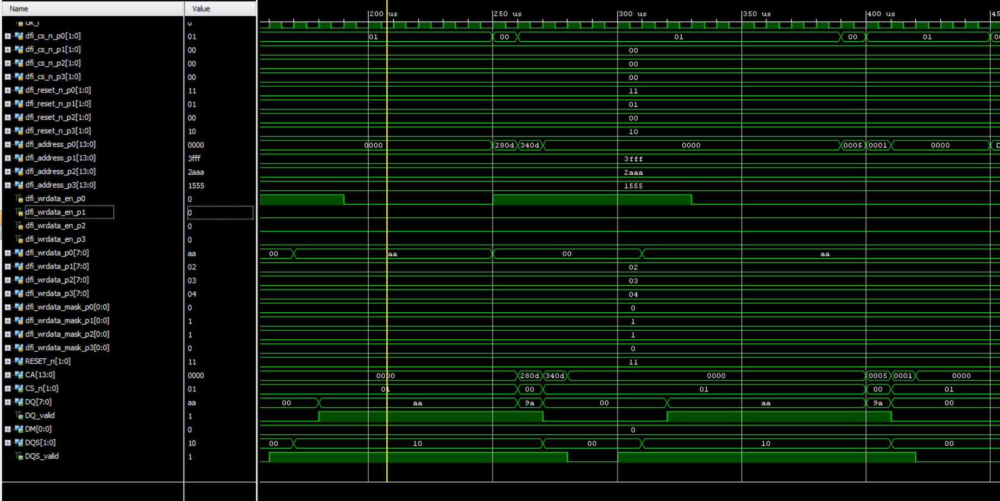 Name Value
200 us 250 us 300 us 350 us 400 us 45
clk_i 0
dfi_cs_n_p0[1:0] 01 01 00 01 00 01 00
dfi_cs_n_p1[1:0] 00 00
dfi_cs_n_p2[1:0] 00 00
dfi_cs_n_p3[1:0] 00 00
dfi_reset_n_p0[1:0] 11 11
dfi_reset_n_p1[1:0] 01 01
dfi_reset_n_p2[1:0] 00 00
dfi_reset_n_p3[1:0] 10 10
dfi_address_p0[13:0] 0000 0000 280d 340d 0000 0005 0001 0000
dfi_address_p1[13:0] 3fff 3fff
dfi_address_p2[13:0] 2aaa 2aaa
dfi_address_p3[13:0] 1555 1555
dfi_wrdata_en_p0 0
dfi_wrdata_en_p1 0
dfi_wrdata_en_p2 0
dfi_wrdata_en_p3 0
dfi_wrdata_p0[7:0] aa 00 aa 00 aa
dfi_wrdata_p1[7:0] 02 02
dfi_wrdata_p2[7:0] 03 03
dfi_wrdata_p3[7:0] 04 04
dfi_wrdata_mask_p0[0:0] 0 0
dfi_wrdata_mask_p1[0:0] 1 1
dfi_wrdata_mask_p2[0:0] 1 1
dfi_wrdata_mask_p3[0:0] 0 0
RESET_n[1:0] 11 11
CA[13:0] 0000 0000 280d 340d 0000 0005 0001 0000
CS_n[1:0] 01 01 00 01 00 01
DQ[7:0] aa 00 aa 9a 00 aa 9a 00
DQ_valid 1
DM[0:0] 0 0
DQS[1:0] 10 00 10 00 10 00
DQS_valid 1